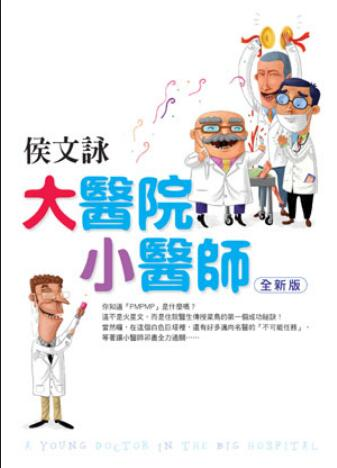 侯文詠
大醫院
小醫師
全新版
你知道「PMPMP」是什麼嗎？
這不是火星文，而是住院醫生傳授菜鳥的第一個成功祕訣！
當然囉，在這個白色巨塔裡，還有好多邁向名醫的「不可能任務」，
等著讓小醫師卯盡全力過關……
A YOUNG DOCTOR IN THE BIG HOSPITAL